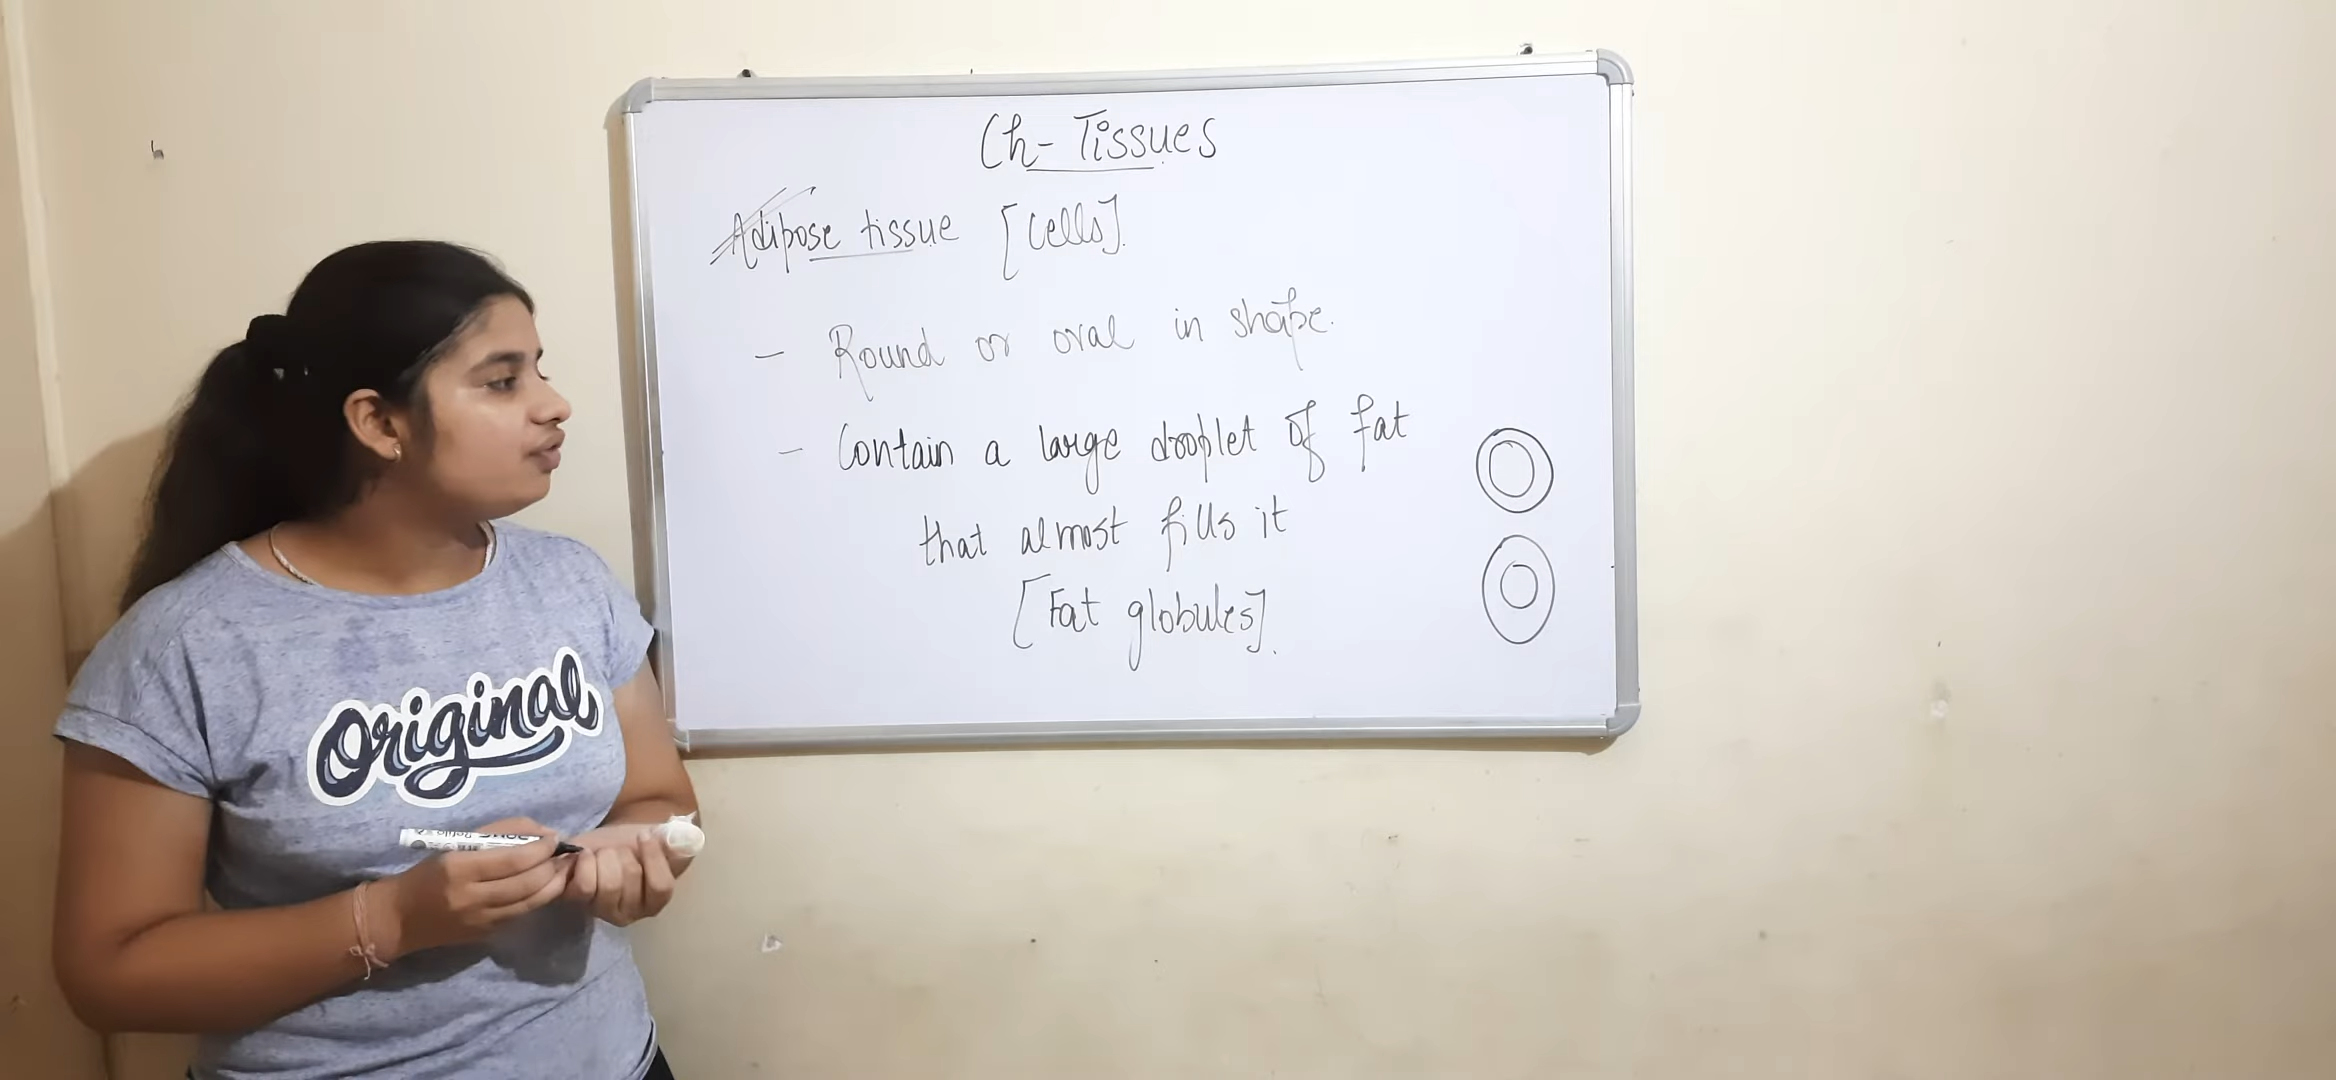 Ch- Tissues
Adipose tissue [Cells].
- Round or oval in shape.
- Contain a large droplet of fat
that almost fills it
[Fat globules].
Original